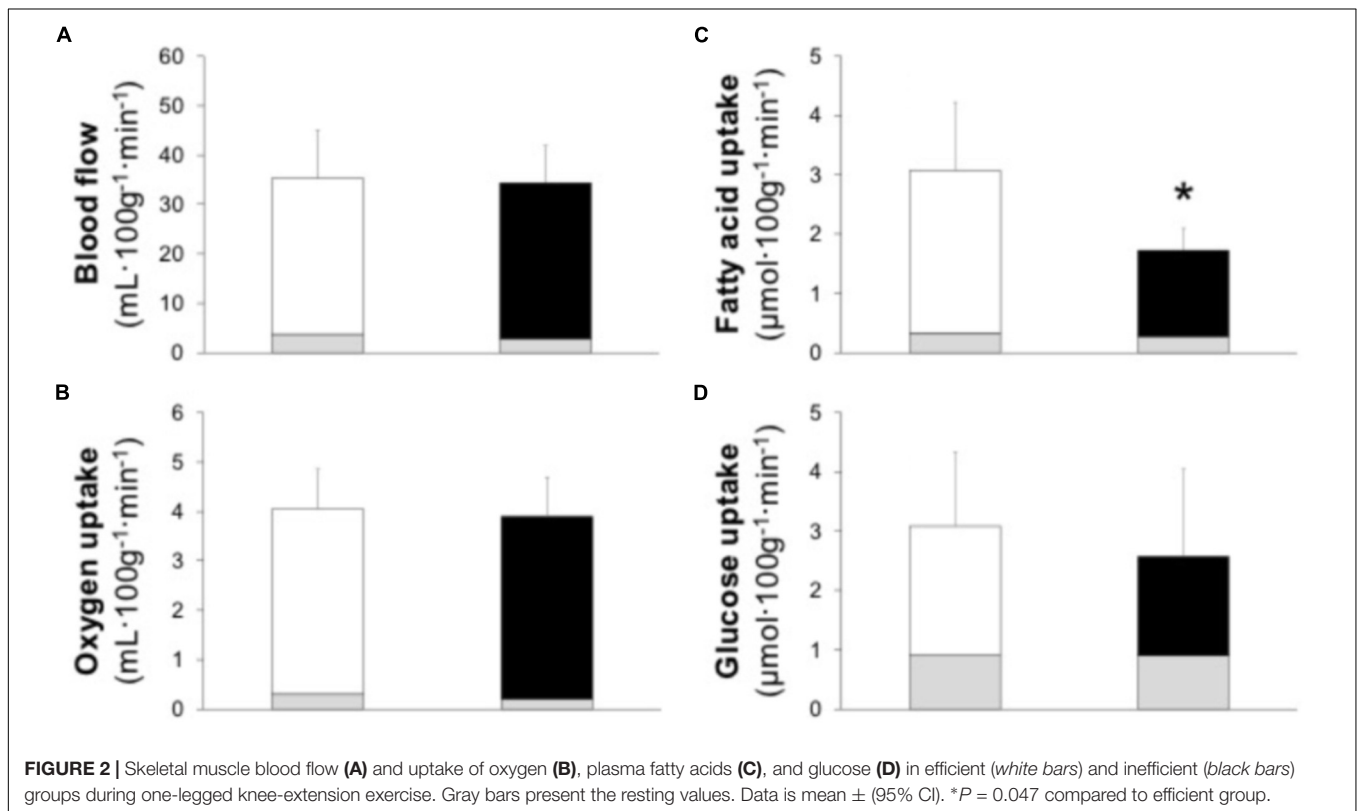 A
Blood flow
(mL·100g⁻¹·min⁻¹)
60
50
40
30
20
10
0
C
Fatty acid uptake
(µmol·100g⁻¹·min⁻¹)
5
4
3
2
1
0
*
B
Oxygen uptake
(mL·100g⁻¹·min⁻¹)
6
5
4
3
2
1
0
D
Glucose uptake
(µmol·100g⁻¹·min⁻¹)
5
4
3
2
1
0
FIGURE 2 | Skeletal muscle blood flow (A) and uptake of oxygen (B), plasma fatty acids (C), and glucose (D) in efficient (white bars) and inefficient (black bars)
groups during one-legged knee-extension exercise. Gray bars present the resting values. Data is mean ± (95% CI). *P = 0.047 compared to efficient group.